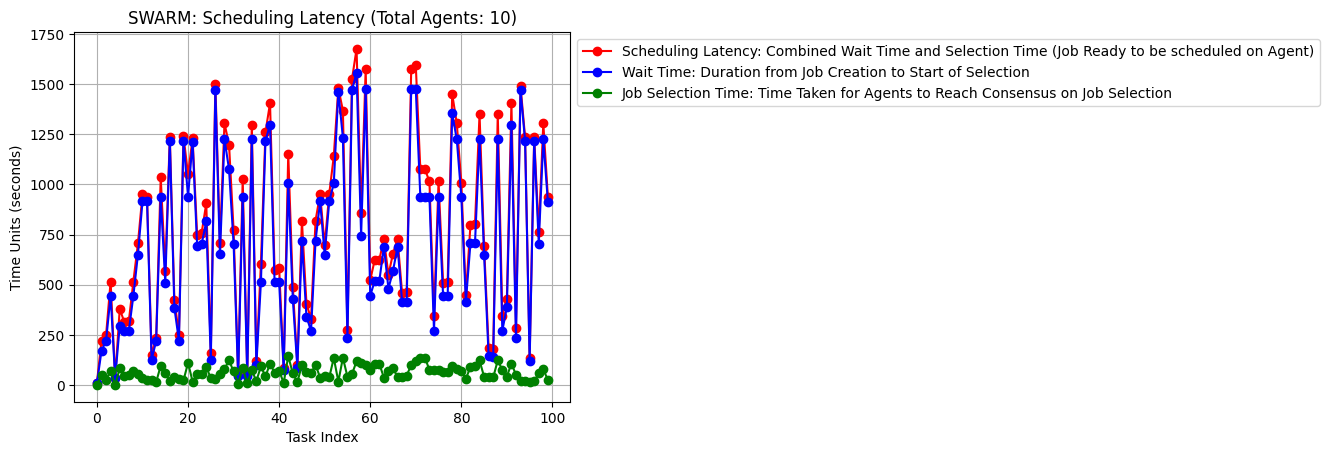 SWARM: Scheduling Latency (Total Agents: 10)
Scheduling Latency: Combined Wait Time and Selection Time (Job Ready to be scheduled on Agent)
Wait Time: Duration from Job Creation to Start of Selection
Job Selection Time: Time Taken for Agents to Reach Consensus on Job Selection
Time Units (seconds)
1750
1500
1250
1000
750
500
250
0
0 20 40 60 80 100
Task Index